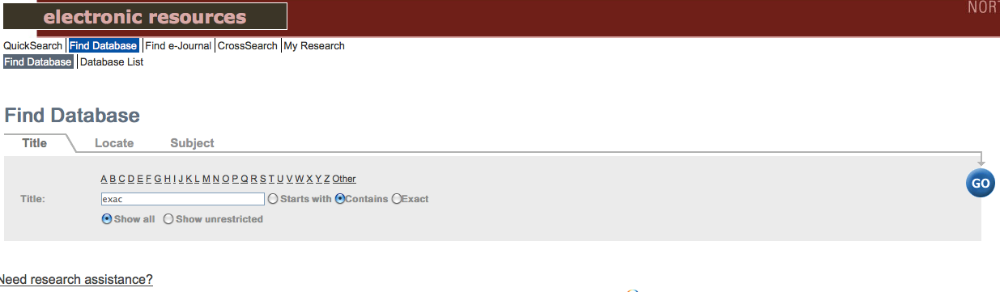 electronic resources
NORT
QuickSearch Find Database Find e-Journal CrossSearch My Research
Find Database Database List
Find Database
Title Locate Subject
A B C D E F G H I J K L M N O P Q R S T U V W X Y Z Other
GO
Title: exac Starts with Contains Exact
Show all Show unrestricted
Need research assistance?